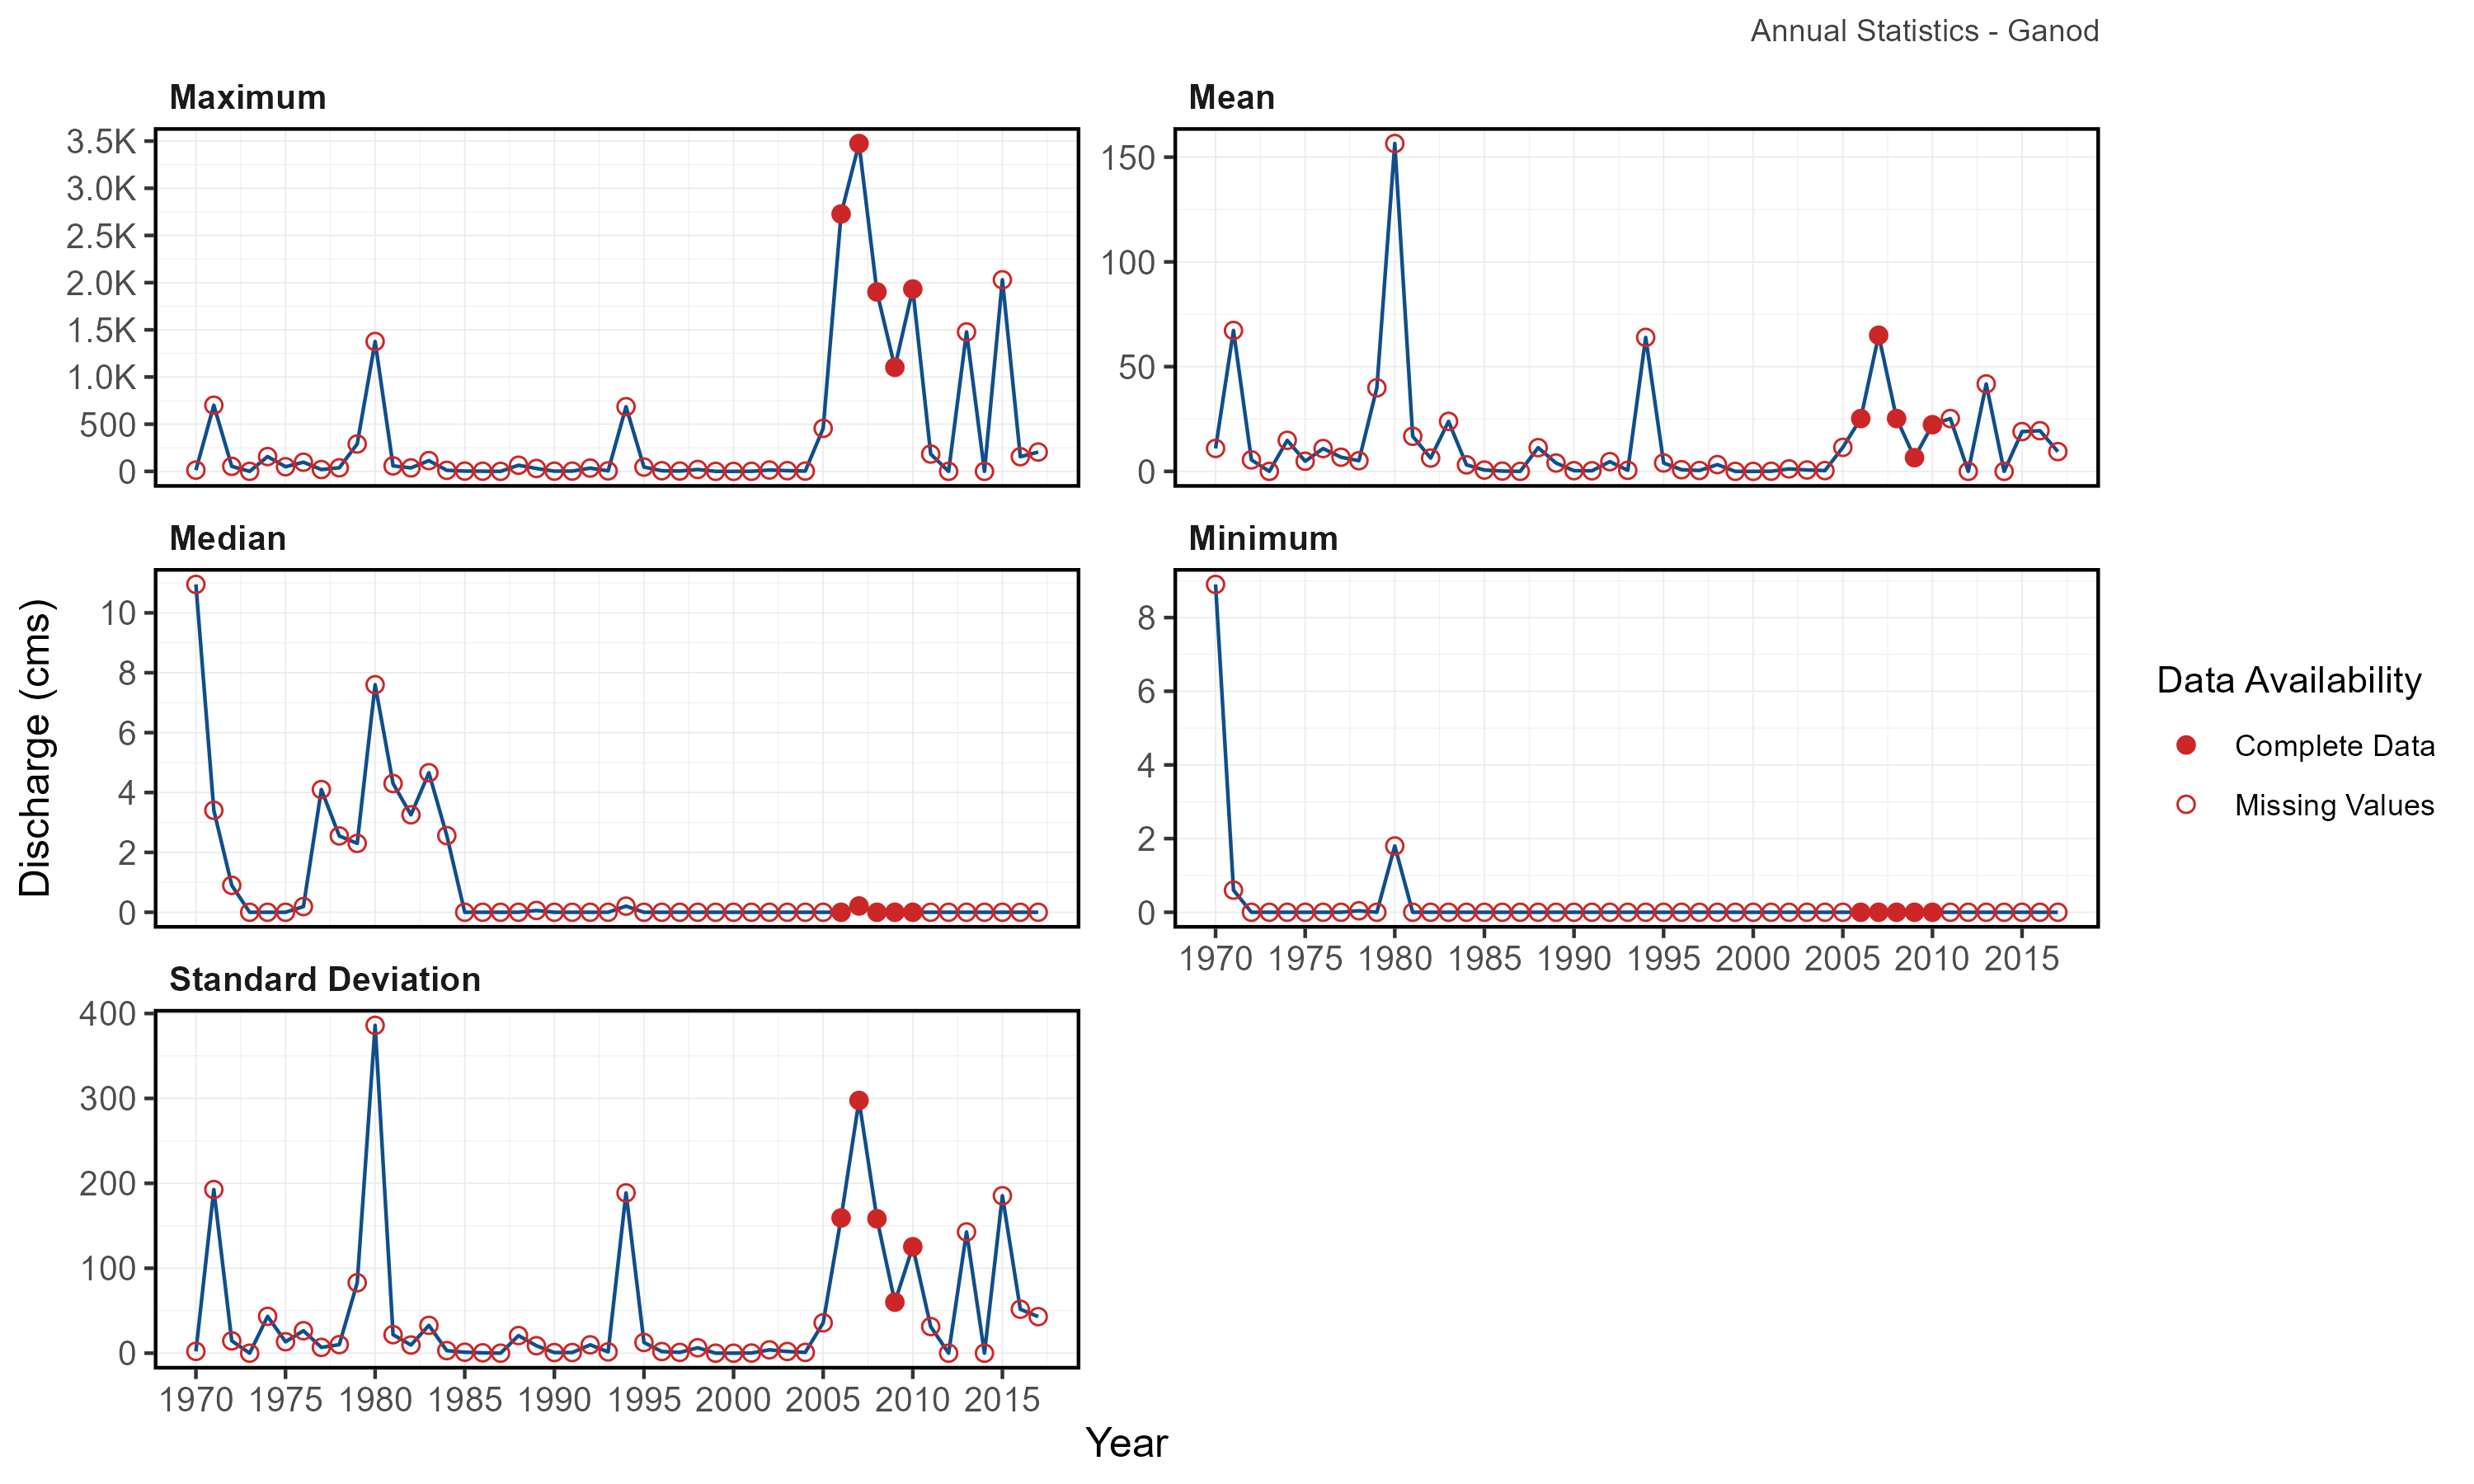 Annual Statistics - Ganod
Maximum
3.5K
3.0K
2.5K
2.0K
1.5K
1.0K
500
0
Mean
150
100
50
0
Discharge (cms)
Median
10
8
6
4
2
0
Minimum
8
6
4
2
0
1970 1975 1980 1985 1990 1995 2000 2005 2010 2015
Data Availability
Complete Data
Missing Values
Standard Deviation
400
300
200
100
0
1970 1975 1980 1985 1990 1995 2000 2005 2010 2015
Year